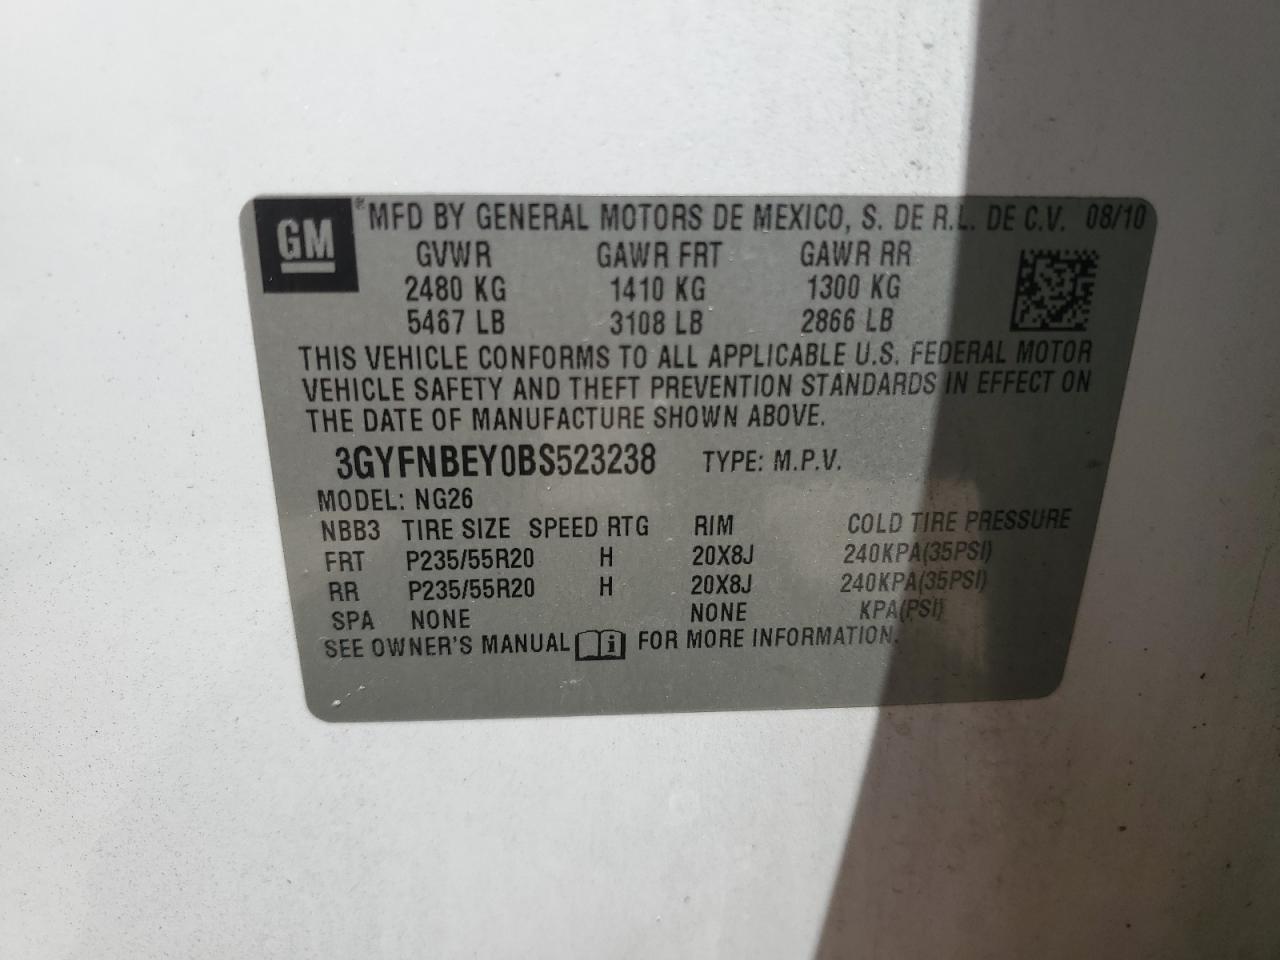 GM ® MFD BY GENERAL MOTORS DE MEXICO, S. DE R.L. DE C.V. 08/10
GVWR GAWR FRT GAWR RR
2480 KG 1410 KG 1300 KG
5467 LB 3108 LB 2866 LB
THIS VEHICLE CONFORMS TO ALL APPLICABLE U.S. FEDERAL MOTOR
VEHICLE SAFETY AND THEFT PREVENTION STANDARDS IN EFFECT ON
THE DATE OF MANUFACTURE SHOWN ABOVE.
3GYFNBEY0BS523238 TYPE: M.P.V.
MODEL: NG26
NBB3 TIRE SIZE SPEED RTG RIM COLD TIRE PRESSURE
FRT P235/55R20 H 20X8J 240KPA(35PSI)
RR P235/55R20 H 20X8J 240KPA(35PSI)
SPA NONE NONE KPA(PSI)
SEE OWNER'S MANUAL i FOR MORE INFORMATION.